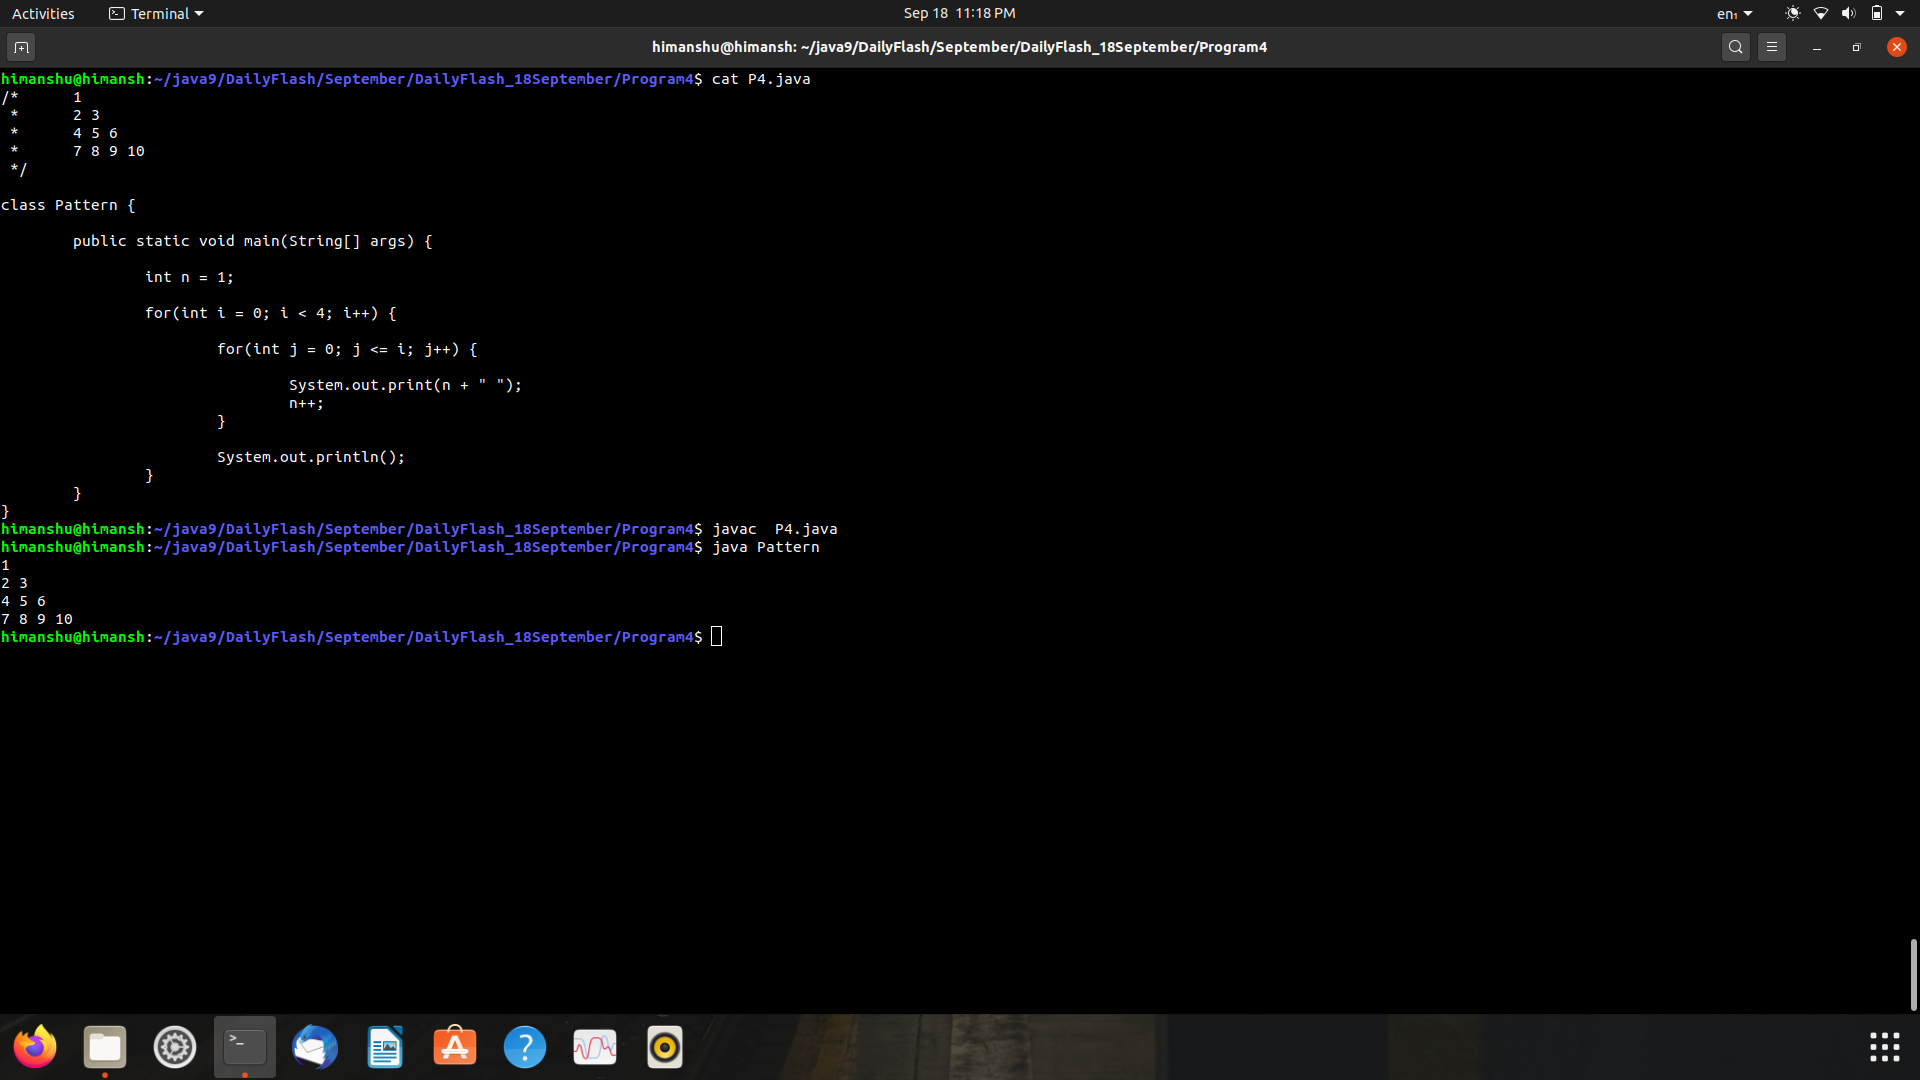 Activities Terminal Sep 18 11:18 PM en₁
himanshu@himansh: ~/java9/DailyFlash/September/DailyFlash_18September/Program4
himanshu@himansh:~/java9/DailyFlash/September/DailyFlash_18September/Program4$ cat P4.java
/*      1
 *      2 3
 *      4 5 6
 *      7 8 9 10
 */
class Pattern {
        public static void main(String[] args) {
                int n = 1;
                for(int i = 0; i < 4; i++) {
                        for(int j = 0; j <= i; j++) {
                                System.out.print(n + " ");
                                n++;
                        }
                        System.out.println();
                }
        }
}
himanshu@himansh:~/java9/DailyFlash/September/DailyFlash_18September/Program4$ javac  P4.java
himanshu@himansh:~/java9/DailyFlash/September/DailyFlash_18September/Program4$ java Pattern
1
2 3
4 5 6
7 8 9 10
himanshu@himansh:~/java9/DailyFlash/September/DailyFlash_18September/Program4$